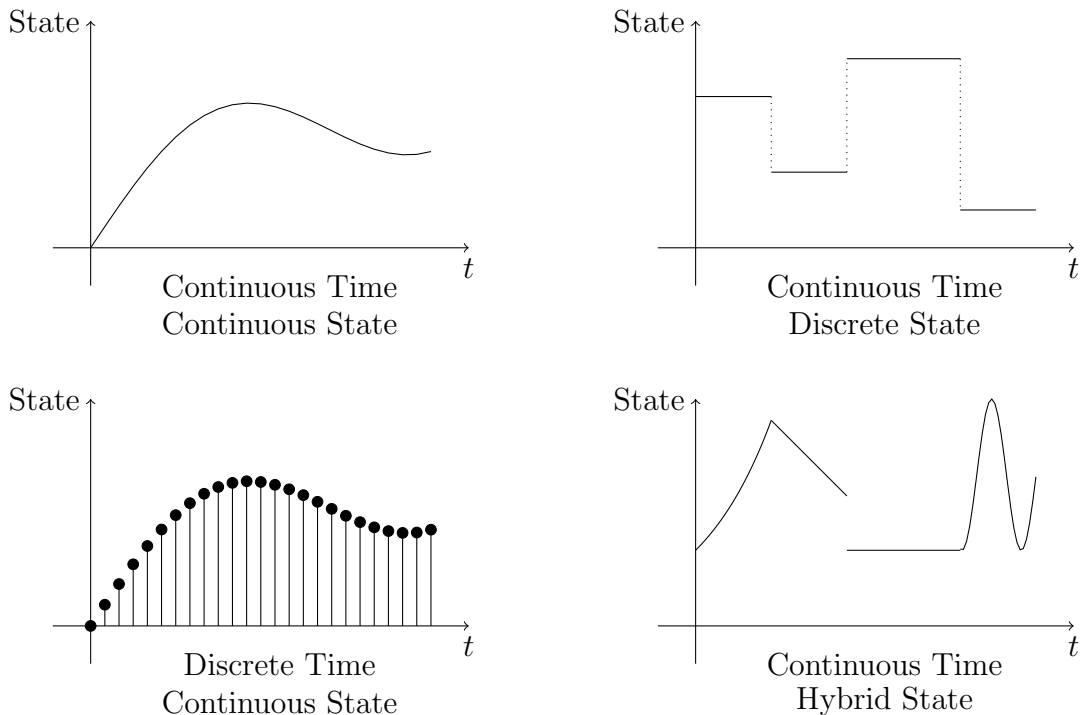 State
t
Continuous Time
Continuous State
State
t
Continuous Time
Discrete State
State
t
Discrete Time
Continuous State
State
t
Continuous Time
Hybrid State